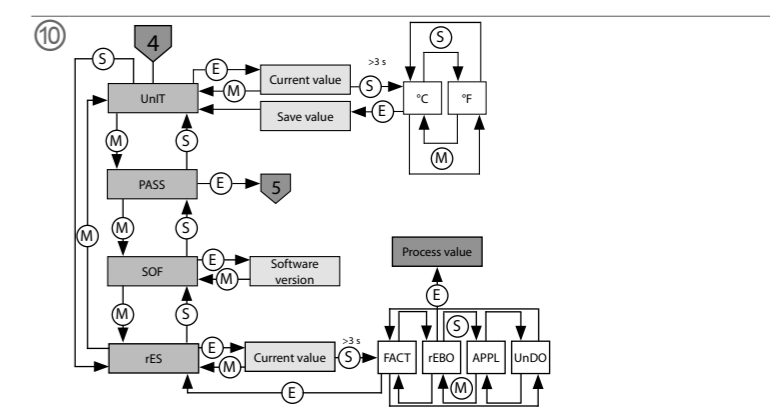 ⑩
4
S
E
Current value
>3 s
S
S
M
UnIT
°C
°F
Save value
E
M
S
M
PASS
E
5
M
S
M
Process value
SOF
E
M
Software
version
E
M
S
S
rES
E
M
Current value
>3 s
S
FACT
rEBO
APPL
UnDO
M
E